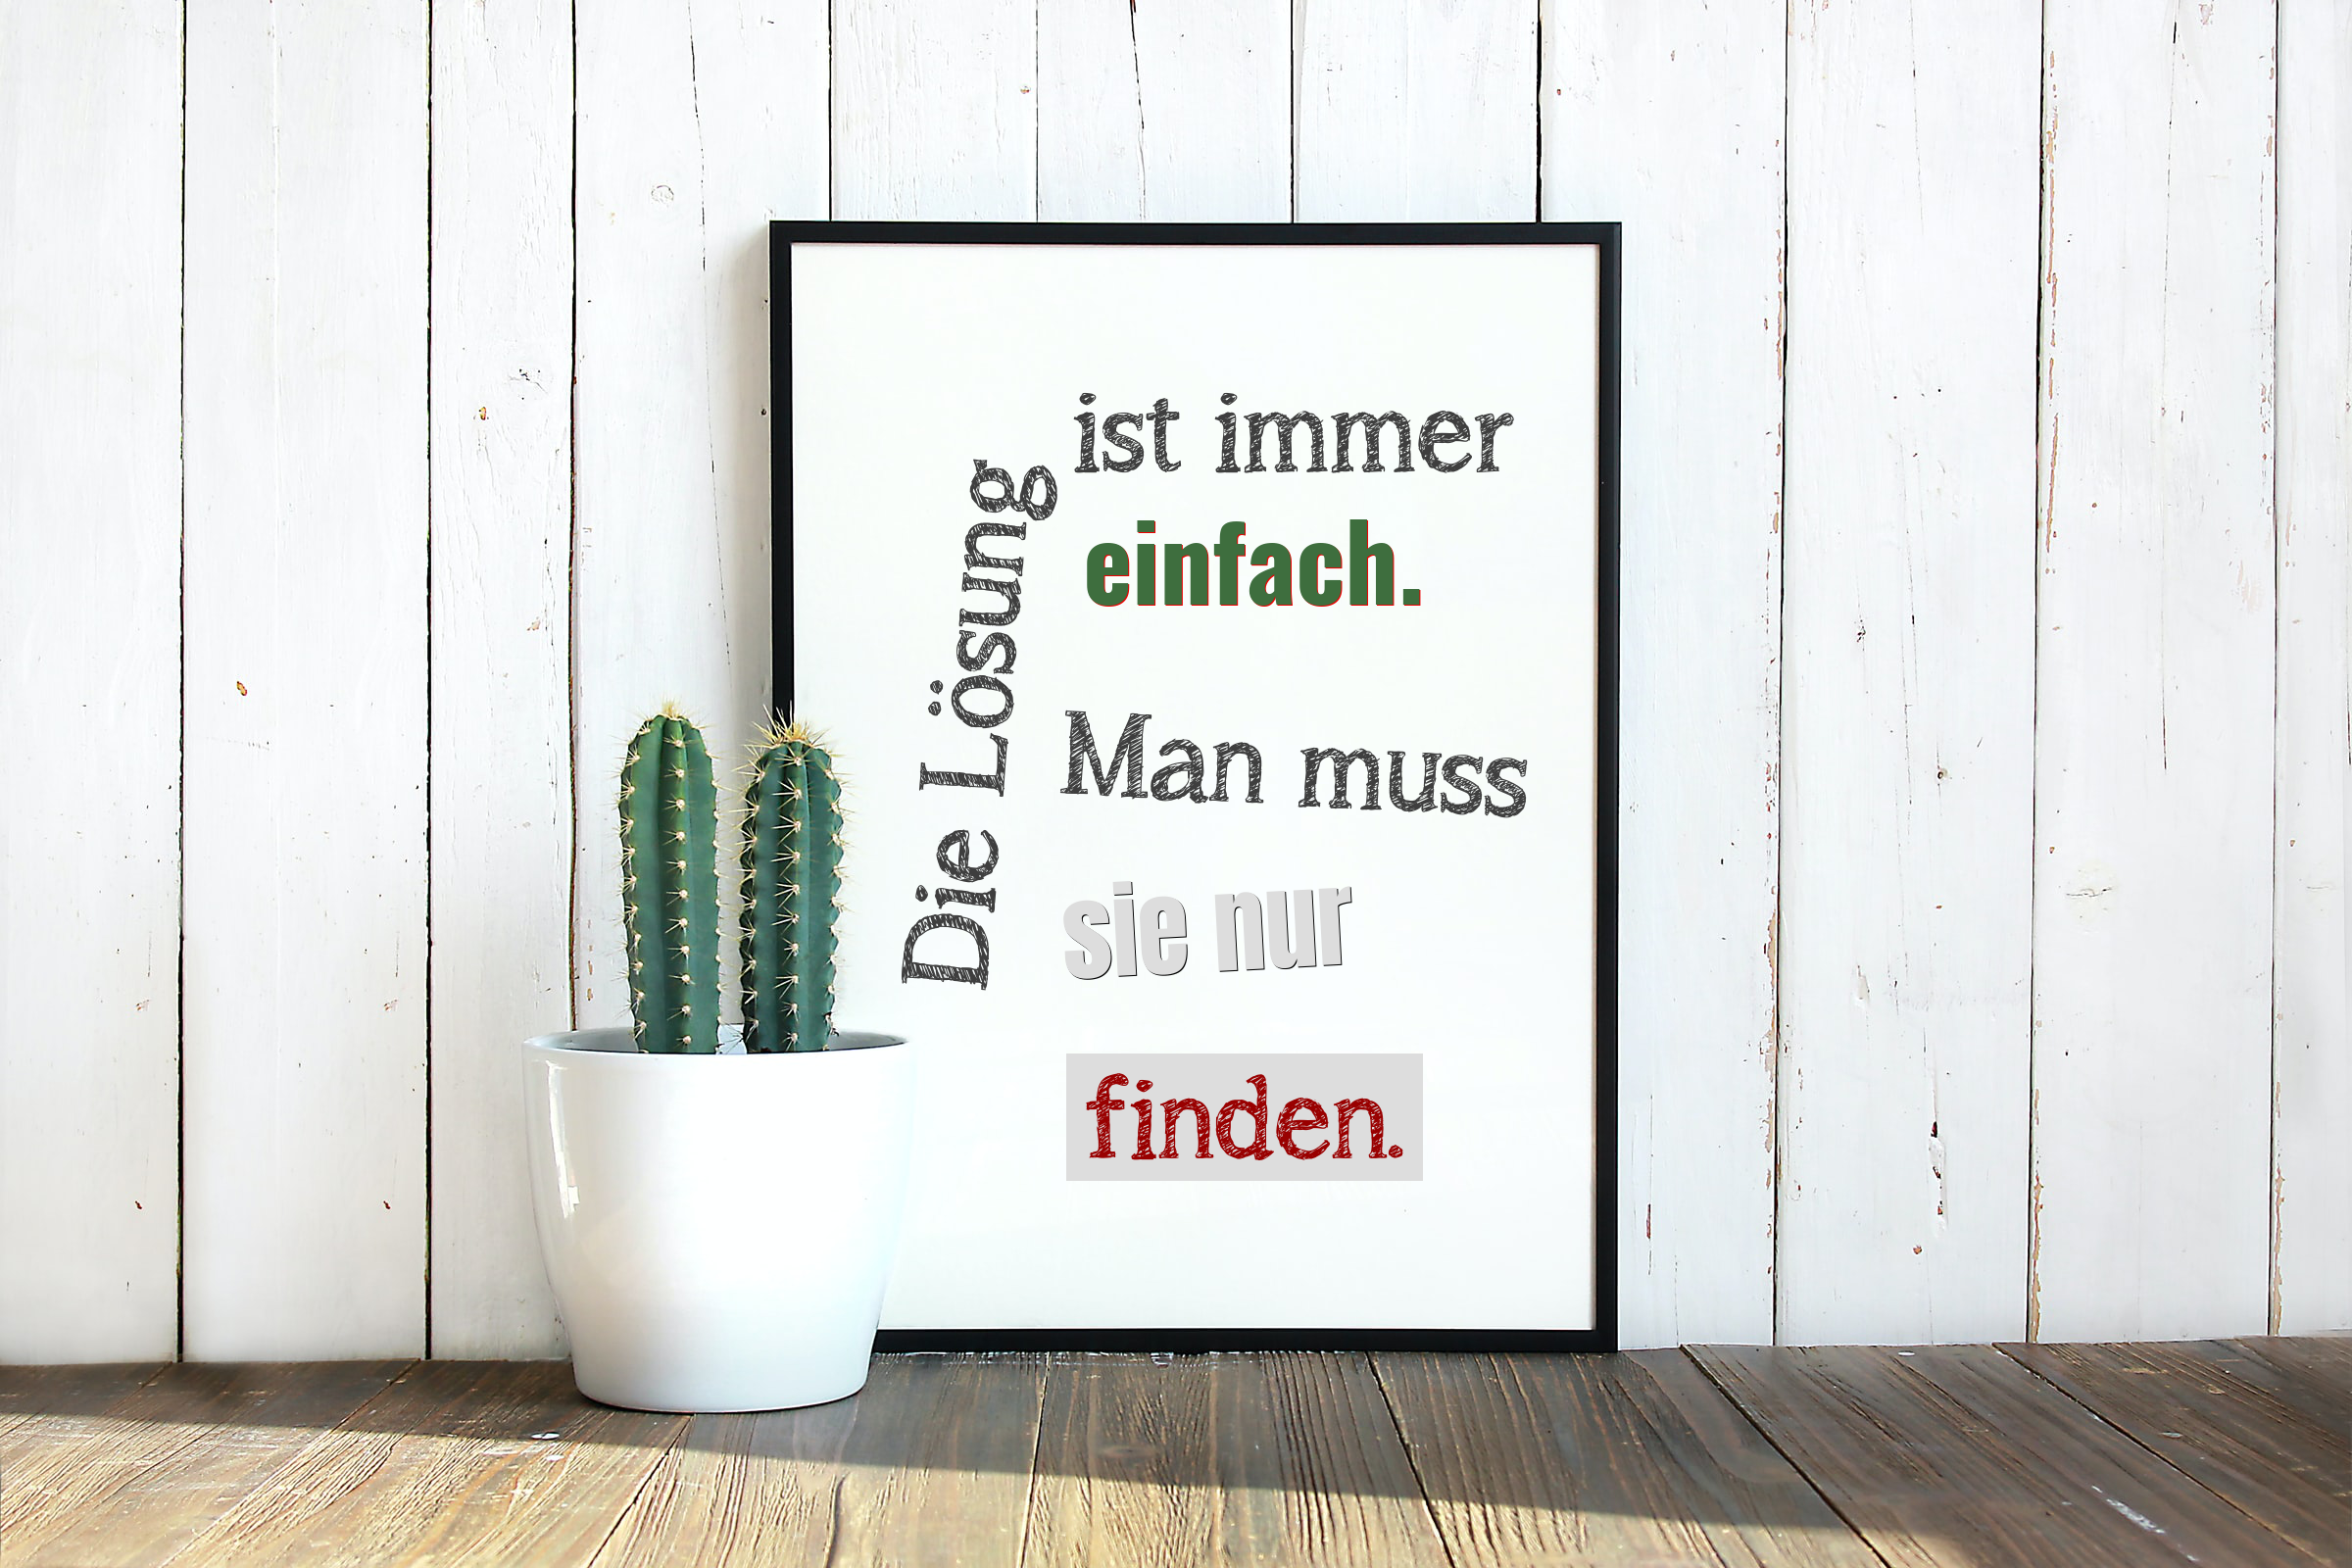 Die Lösung
ist immer
einfach.
Man muss
sie nur
finden.